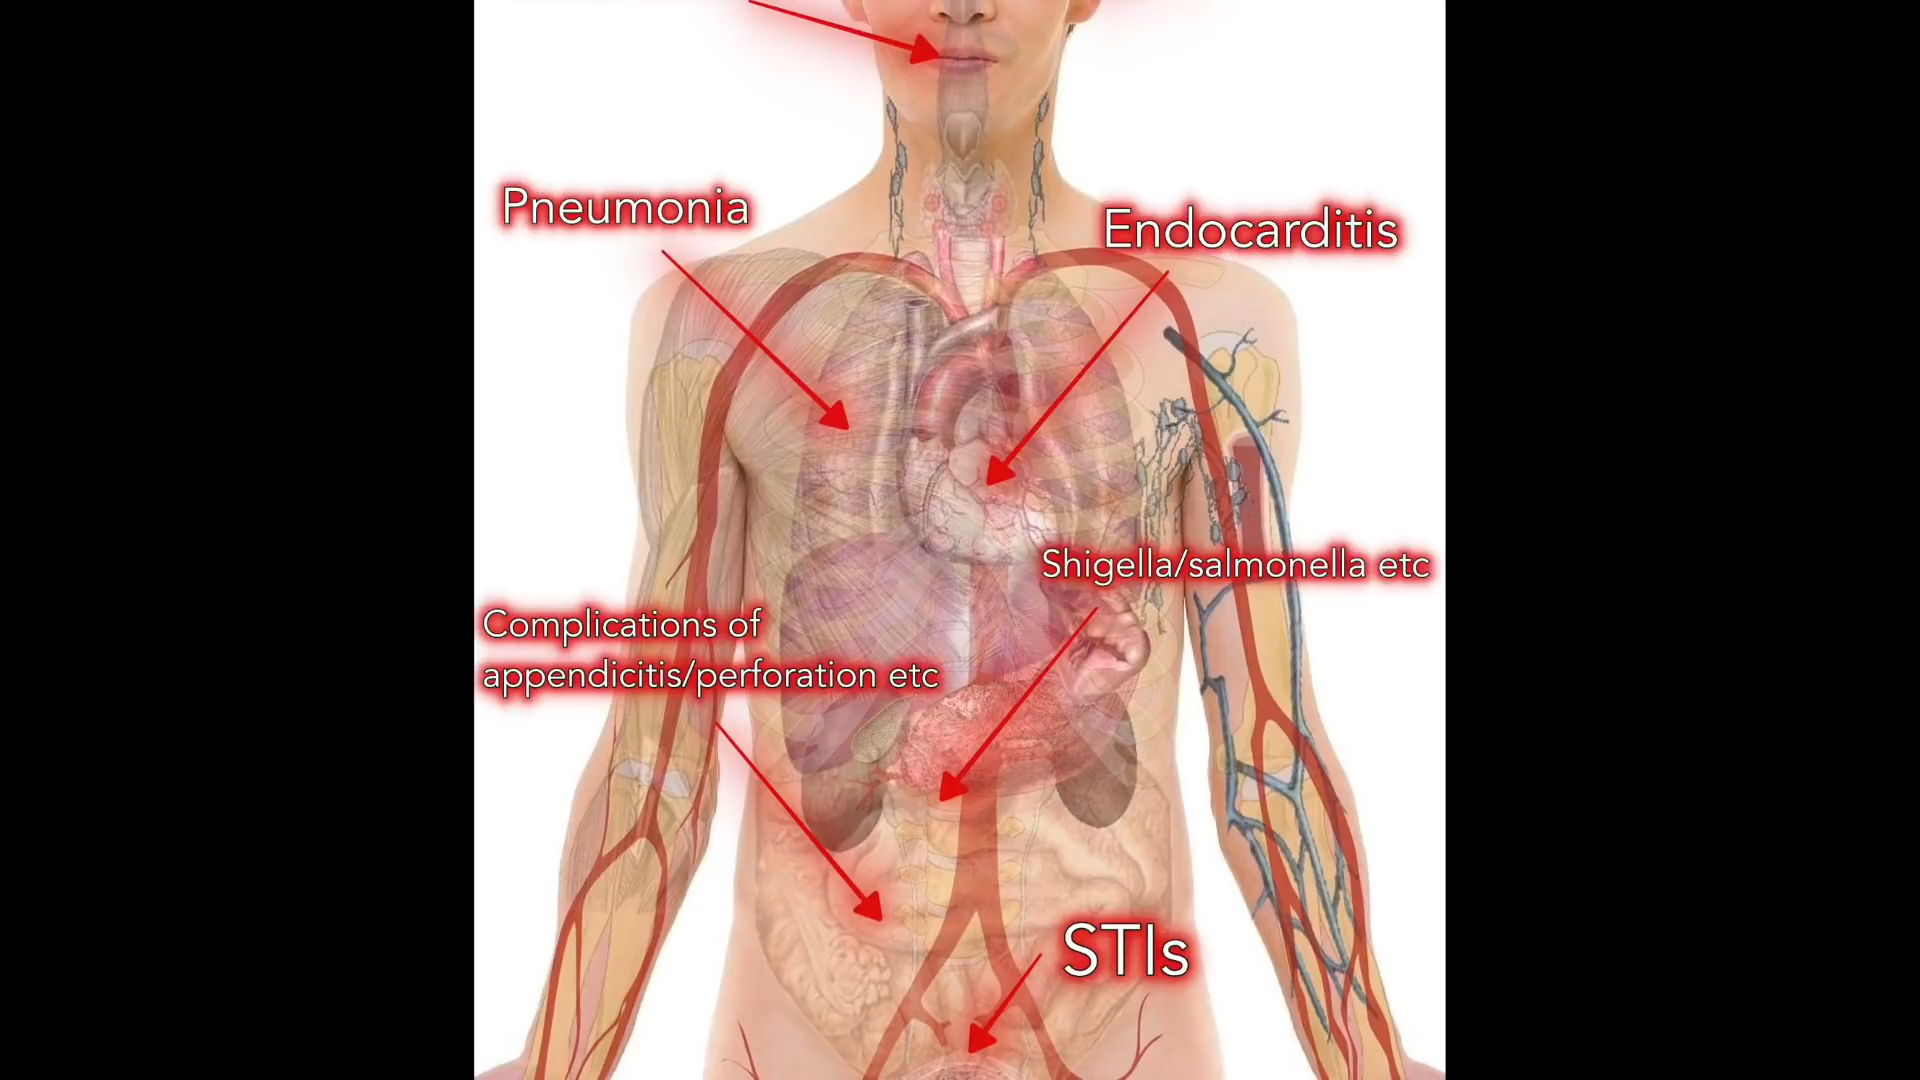 Pneumonia
Endocarditis
Shigella/salmonella etc
Complications of
appendicitis/perforation etc
STIs